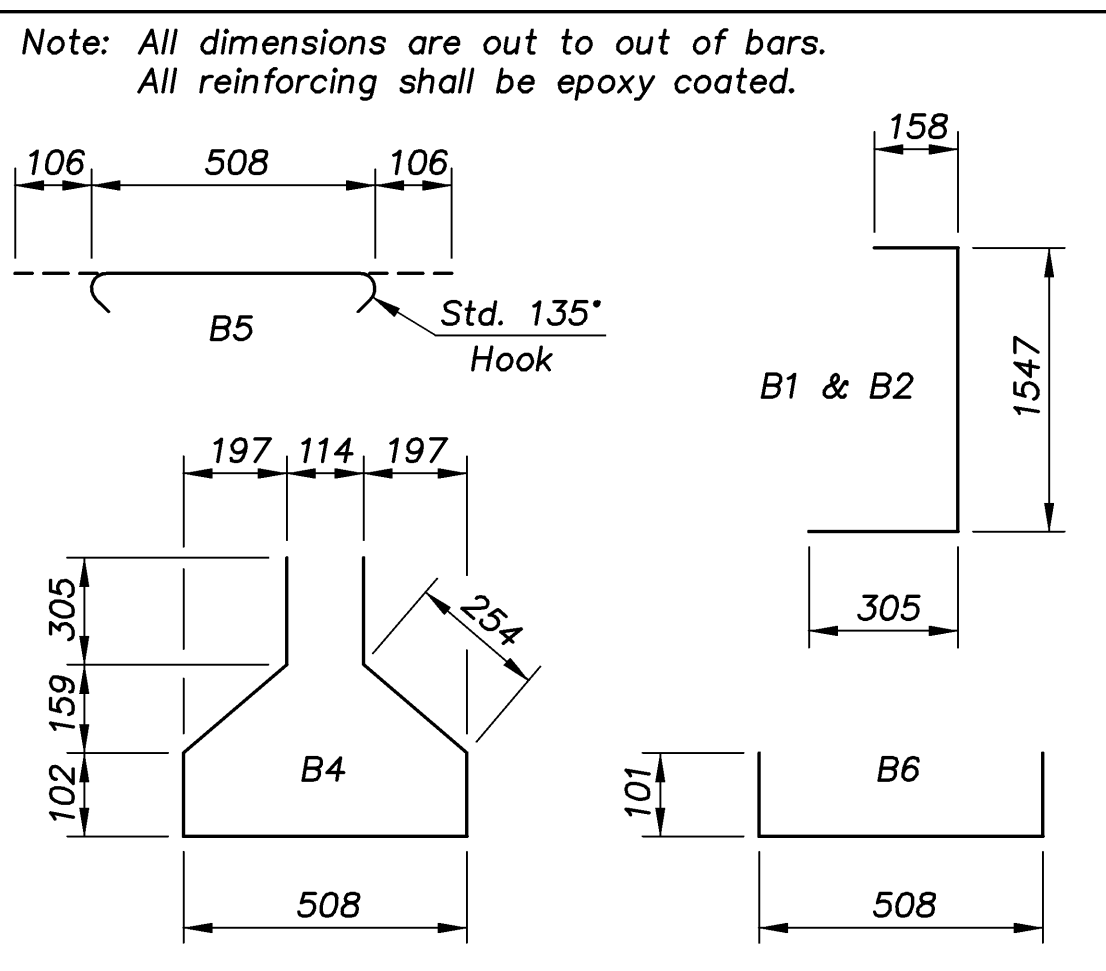 Note: All dimensions are out to out of bars.
All reinforcing shall be epoxy coated.
106 508 106
B5
Std. 135°
Hook
158
B1 & B2
1547
305
197 114 197
305
159
102
254
B4
508
101
B6
508